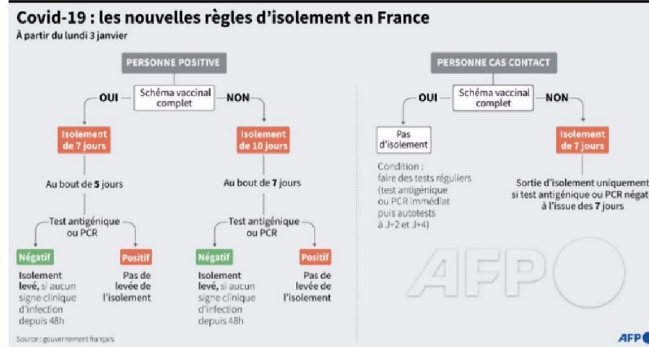 Covid-19 : les nouvelles règles d'isolement en France
À partir du lundi 3 janvier
PERSONNE POSITIVE
OUI
Schéma vaccinal
complet
NON
Isolement
de 7 jours
Au bout de 5 jours
Test antigénique
ou PCR
Négatif
Isolement
levé, si aucun
signe clinique
d'infection
depuis 48h
Positif
Pas de
levée de
l'isolement
Isolement
de 10 jours
Au bout de 7 jours
Test antigénique
ou PCR
Négatif
Isolement
levé, si aucun
signe clinique
d'infection
depuis 48h
Positif
Pas de
levée de
l'isolement
PERSONNE CAS CONTACT
OUI
Schéma vaccinal
complet
NON
Pas
d'isolement
Condition :
faire des tests réguliers
(test antigénique
ou PCR immédiat
puis autotests
à J+2 et J+4)
Isolement
de 7 jours
Sortie d'isolement uniquement
si test antigénique ou PCR négat
à l'issue des 7 jours
AFP
Source : gouvernement français
AFP